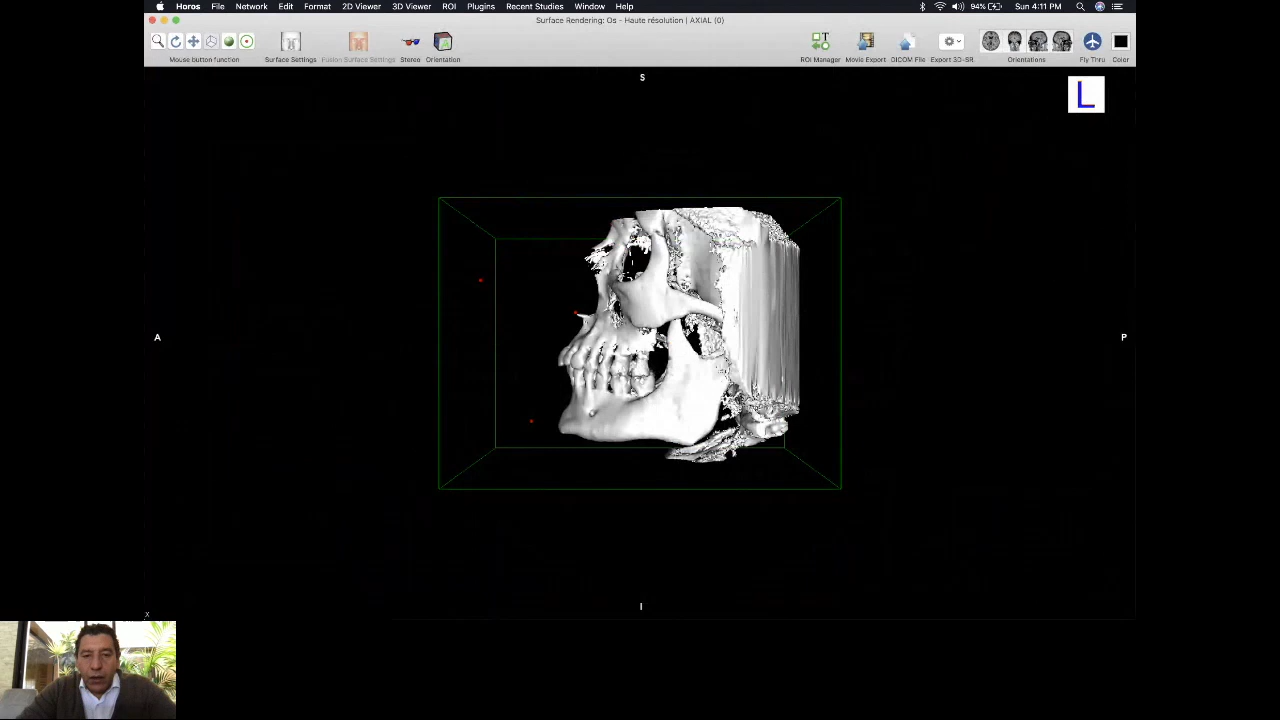 Horos File Network Edit Format 2D Viewer 3D Viewer ROI Plugins Recent Studies Window Help 94% Sun 4:11 PM
Surface Rendering: Os - Haute résolution | AXIAL (0)
Mouse button function Surface Settings Fusion Surface Settings Stereo Orientation ROI Manager Movie Export DICOM File Export 3D-SR Orientations Fly Thru Color
S
L
A
P
I
X